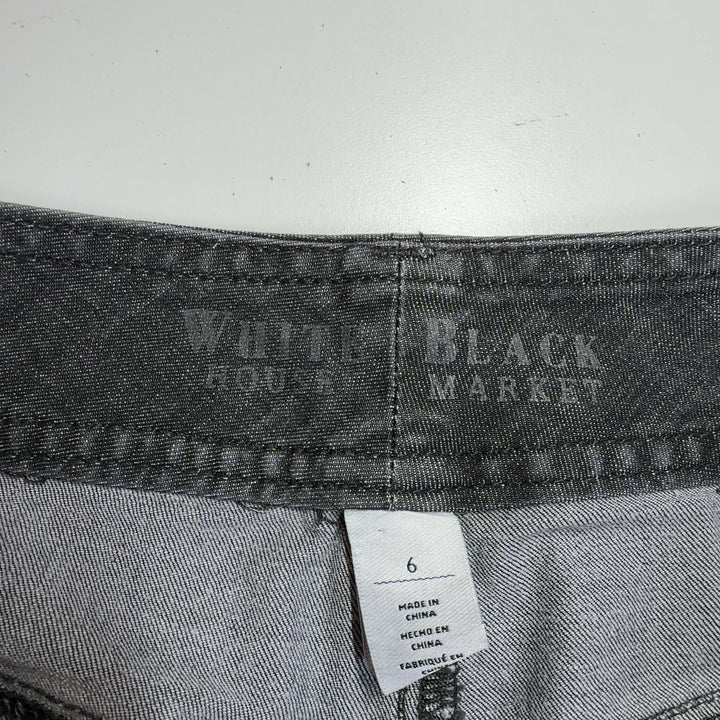 WHITE BLACK
HOUSE MARKET
6
MADE IN
CHINA
HECHO EN
CHINA
FABRIQUÉ EN